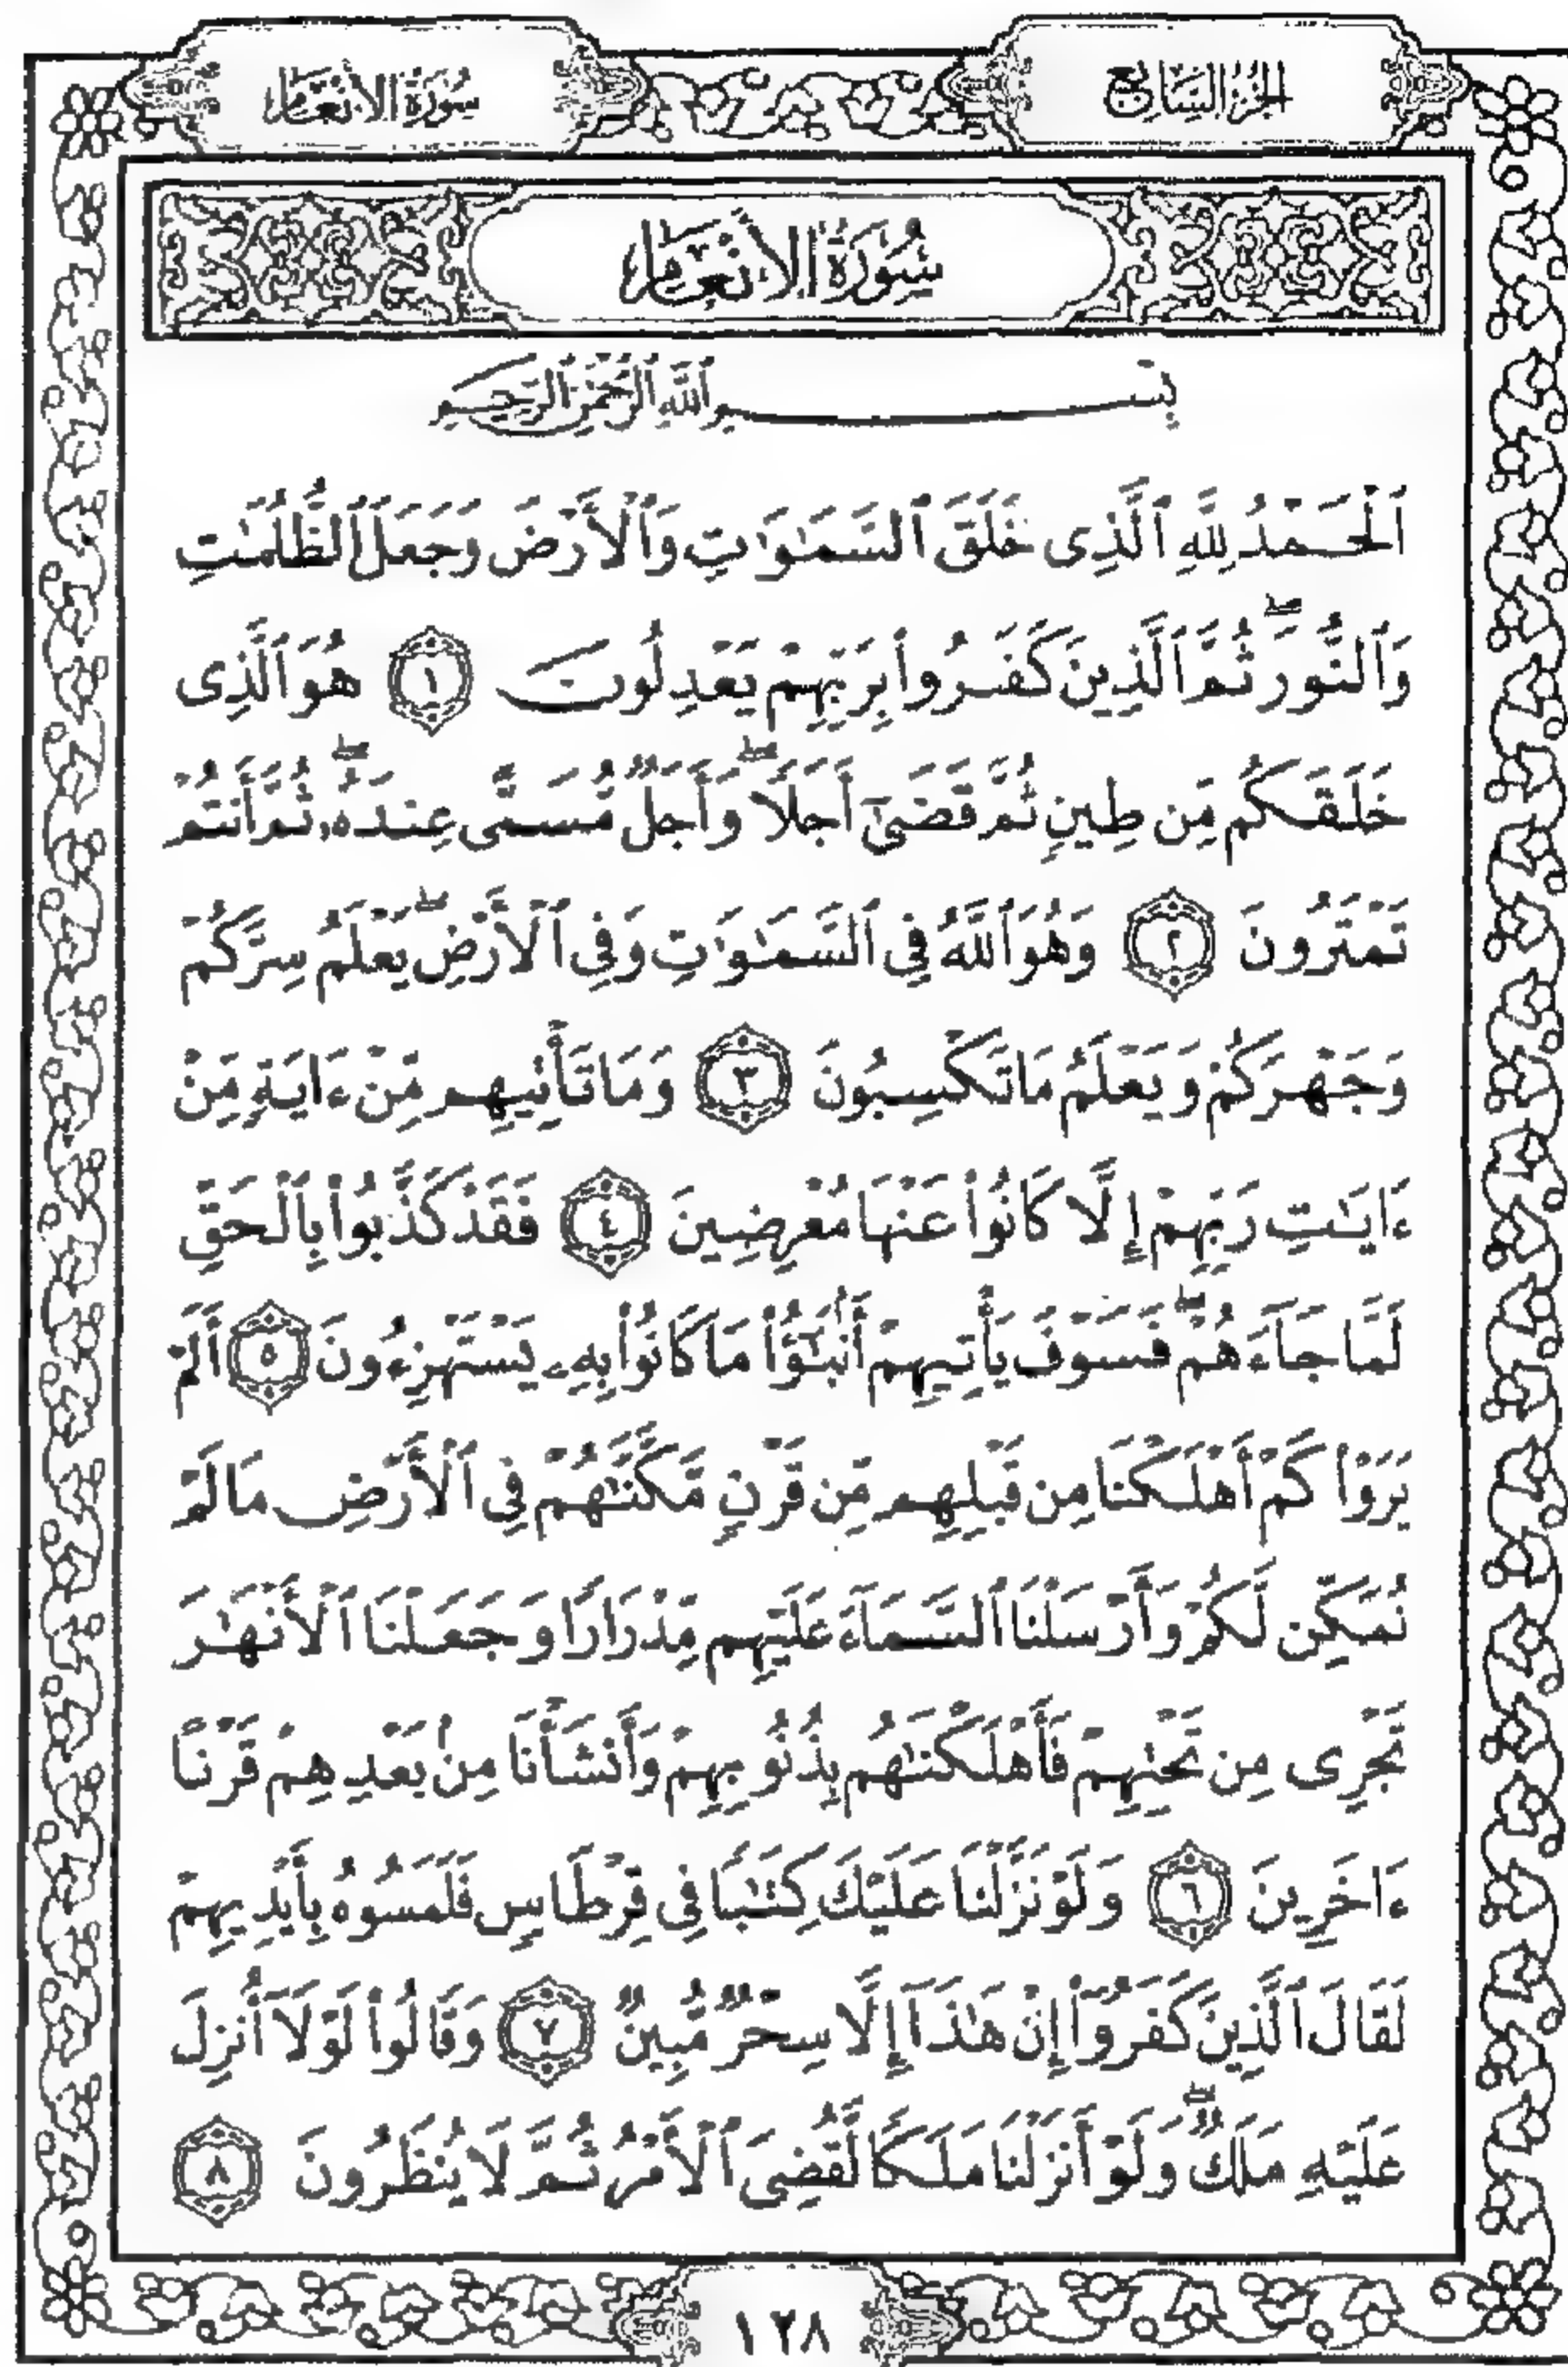 الجزء السابع
سورة الأنعام
سُورَةُ الأَنْعَامِ
بِسْمِ ٱللَّهِ ٱلرَّحْمَٰنِ ٱلرَّحِيمِ
ٱلْحَمْدُ لِلَّهِ ٱلَّذِى خَلَقَ ٱلسَّمَٰوَٰتِ وَٱلْأَرْضَ وَجَعَلَ ٱلظُّلُمَٰتِ
وَٱلنُّورَ ۖ ثُمَّ ٱلَّذِينَ كَفَرُوا۟ بِرَبِّهِمْ يَعْدِلُونَ ١ هُوَ ٱلَّذِى
خَلَقَكُم مِّن طِينٍ ثُمَّ قَضَىٰٓ أَجَلًا ۖ وَأَجَلٌ مُّسَمًّى عِندَهُۥ ۖ ثُمَّ أَنتُمْ
تَمْتَرُونَ ٢ وَهُوَ ٱللَّهُ فِى ٱلسَّمَٰوَٰتِ وَفِى ٱلْأَرْضِ ۖ يَعْلَمُ سِرَّكُمْ
وَجَهْرَكُمْ وَيَعْلَمُ مَا تَكْسِبُونَ ٣ وَمَا تَأْتِيهِم مِّنْ ءَايَةٍ مِّنْ
ءَايَٰتِ رَبِّهِمْ إِلَّا كَانُوا۟ عَنْهَا مُعْرِضِينَ ٤ فَقَدْ كَذَّبُوا۟ بِٱلْحَقِّ
لَمَّا جَآءَهُمْ ۖ فَسَوْفَ يَأْتِيهِمْ أَنۢبَٰٓؤُا۟ مَا كَانُوا۟ بِهِۦ يَسْتَهْزِءُونَ ٥ أَلَمْ
يَرَوْا۟ كَمْ أَهْلَكْنَا مِن قَبْلِهِم مِّن قَرْنٍ مَّكَّنَّٰهُمْ فِى ٱلْأَرْضِ مَا لَمْ
نُمَكِّن لَّكُمْ وَأَرْسَلْنَا ٱلسَّمَآءَ عَلَيْهِم مِّدْرَارًا وَجَعَلْنَا ٱلْأَنْهَٰرَ
تَجْرِى مِن تَحْتِهِمْ فَأَهْلَكْنَٰهُم بِذُنُوبِهِمْ وَأَنشَأْنَا مِنۢ بَعْدِهِمْ قَرْنًا
ءَاخَرِينَ ٦ وَلَوْ نَزَّلْنَا عَلَيْكَ كِتَٰبًا فِى قِرْطَاسٍ فَلَمَسُوهُ بِأَيْدِيهِمْ
لَقَالَ ٱلَّذِينَ كَفَرُوٓا۟ إِنْ هَٰذَآ إِلَّا سِحْرٌ مُّبِينٌ ٧ وَقَالُوا۟ لَوْلَآ أُنزِلَ
عَلَيْهِ مَلَكٌ ۖ وَلَوْ أَنزَلْنَا مَلَكًا لَّقُضِىَ ٱلْأَمْرُ ثُمَّ لَا يُنظَرُونَ ٨
١٢٨